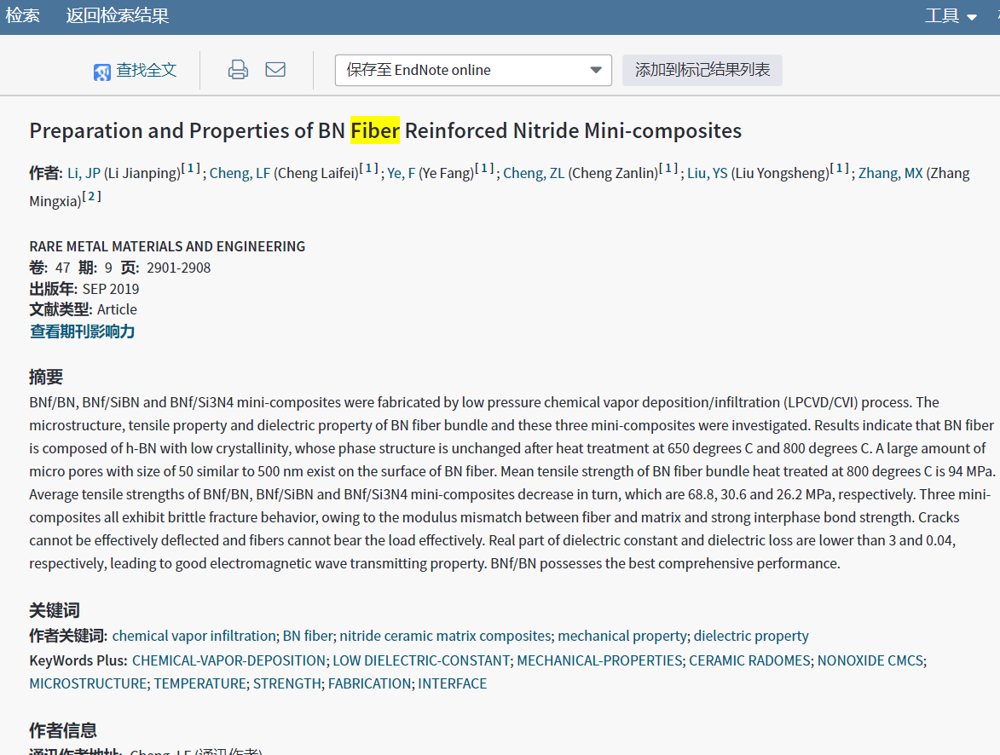 检索 返回检索结果 工具
查找全文 保存至 EndNote online 添加到标记结果列表
Preparation and Properties of BN Fiber Reinforced Nitride Mini-composites
作者: Li, JP (Li Jianping)[ 1 ] ; Cheng, LF (Cheng Laifei)[ 1 ] ; Ye, F (Ye Fang)[ 1 ] ; Cheng, ZL (Cheng Zanlin)[ 1 ] ; Liu, YS (Liu Yongsheng)[ 1 ] ; Zhang, MX (Zhang
Mingxia)[ 2 ]
RARE METAL MATERIALS AND ENGINEERING
卷: 47 期: 9 页: 2901-2908
出版年: SEP 2019
文献类型: Article
查看期刊影响力
摘要
BNf/BN, BNf/SiBN and BNf/Si3N4 mini-composites were fabricated by low pressure chemical vapor deposition/infiltration (LPCVD/CVI) process. The
microstructure, tensile property and dielectric property of BN fiber bundle and these three mini-composites were investigated. Results indicate that BN fiber
is composed of h-BN with low crystallinity, whose phase structure is unchanged after heat treatment at 650 degrees C and 800 degrees C. A large amount of
micro pores with size of 50 similar to 500 nm exist on the surface of BN fiber. Mean tensile strength of BN fiber bundle heat treated at 800 degrees C is 94 MPa.
Average tensile strengths of BNf/BN, BNf/SiBN and BNf/Si3N4 mini-composites decrease in turn, which are 68.8, 30.6 and 26.2 MPa, respectively. Three mini-
composites all exhibit brittle fracture behavior, owing to the modulus mismatch between fiber and matrix and strong interphase bond strength. Cracks
cannot be effectively deflected and fibers cannot bear the load effectively. Real part of dielectric constant and dielectric loss are lower than 3 and 0.04,
respectively, leading to good electromagnetic wave transmitting property. BNf/BN possesses the best comprehensive performance.
关键词
作者关键词: chemical vapor infiltration; BN fiber; nitride ceramic matrix composites; mechanical property; dielectric property
KeyWords Plus: CHEMICAL-VAPOR-DEPOSITION; LOW DIELECTRIC-CONSTANT; MECHANICAL-PROPERTIES; CERAMIC RADOMES; NONOXIDE CMCS;
MICROSTRUCTURE; TEMPERATURE; STRENGTH; FABRICATION; INTERFACE
作者信息
通讯作者地址: Cheng, LF (通讯作者)